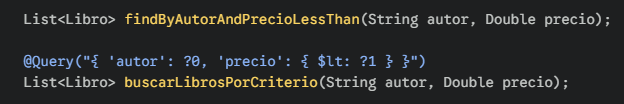 List<Libro> findByAutorAndPrecioLessThan(String autor, Double precio);
@Query("{ 'autor': ?0, 'precio': { $lt: ?1 } }")
List<Libro> buscarLibrosPorCriterio(String autor, Double precio);